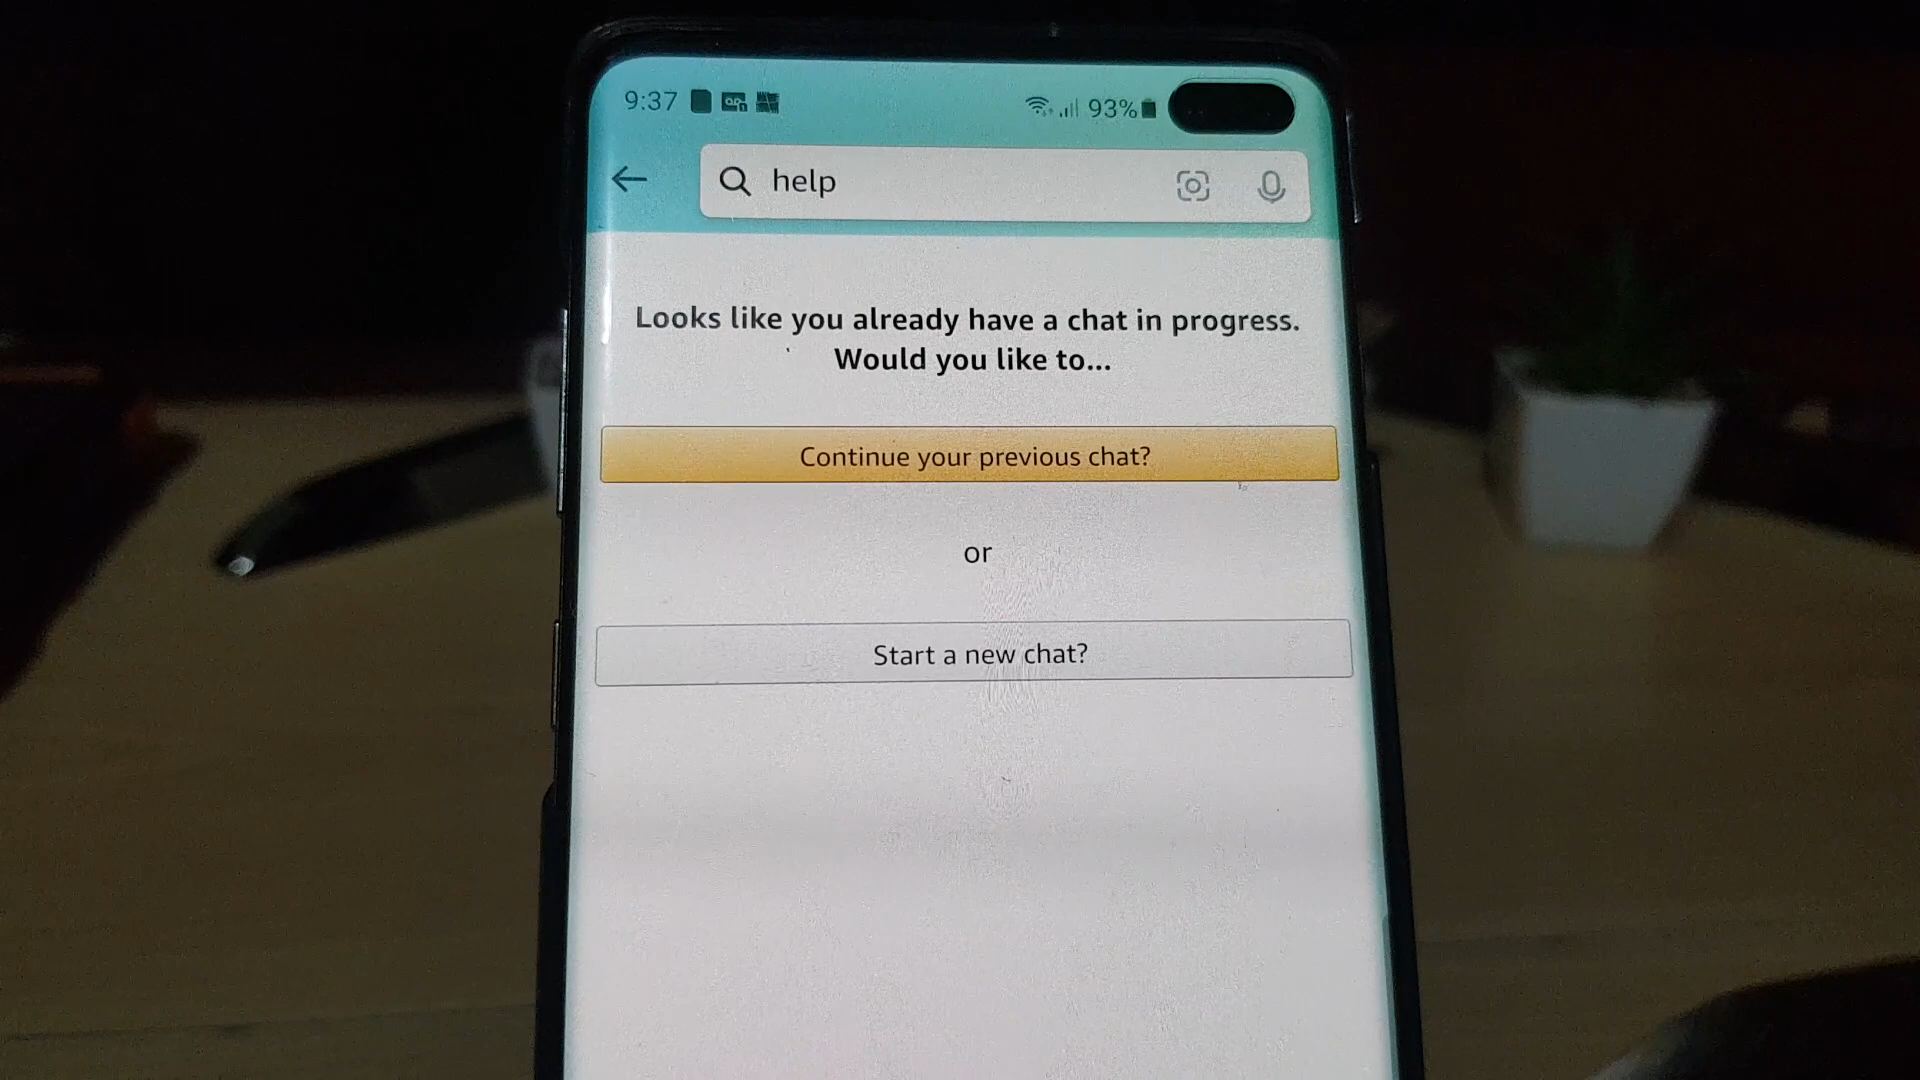 9:37 93%
help
Looks like you already have a chat in progress.
Would you like to...
Continue your previous chat?
or
Start a new chat?